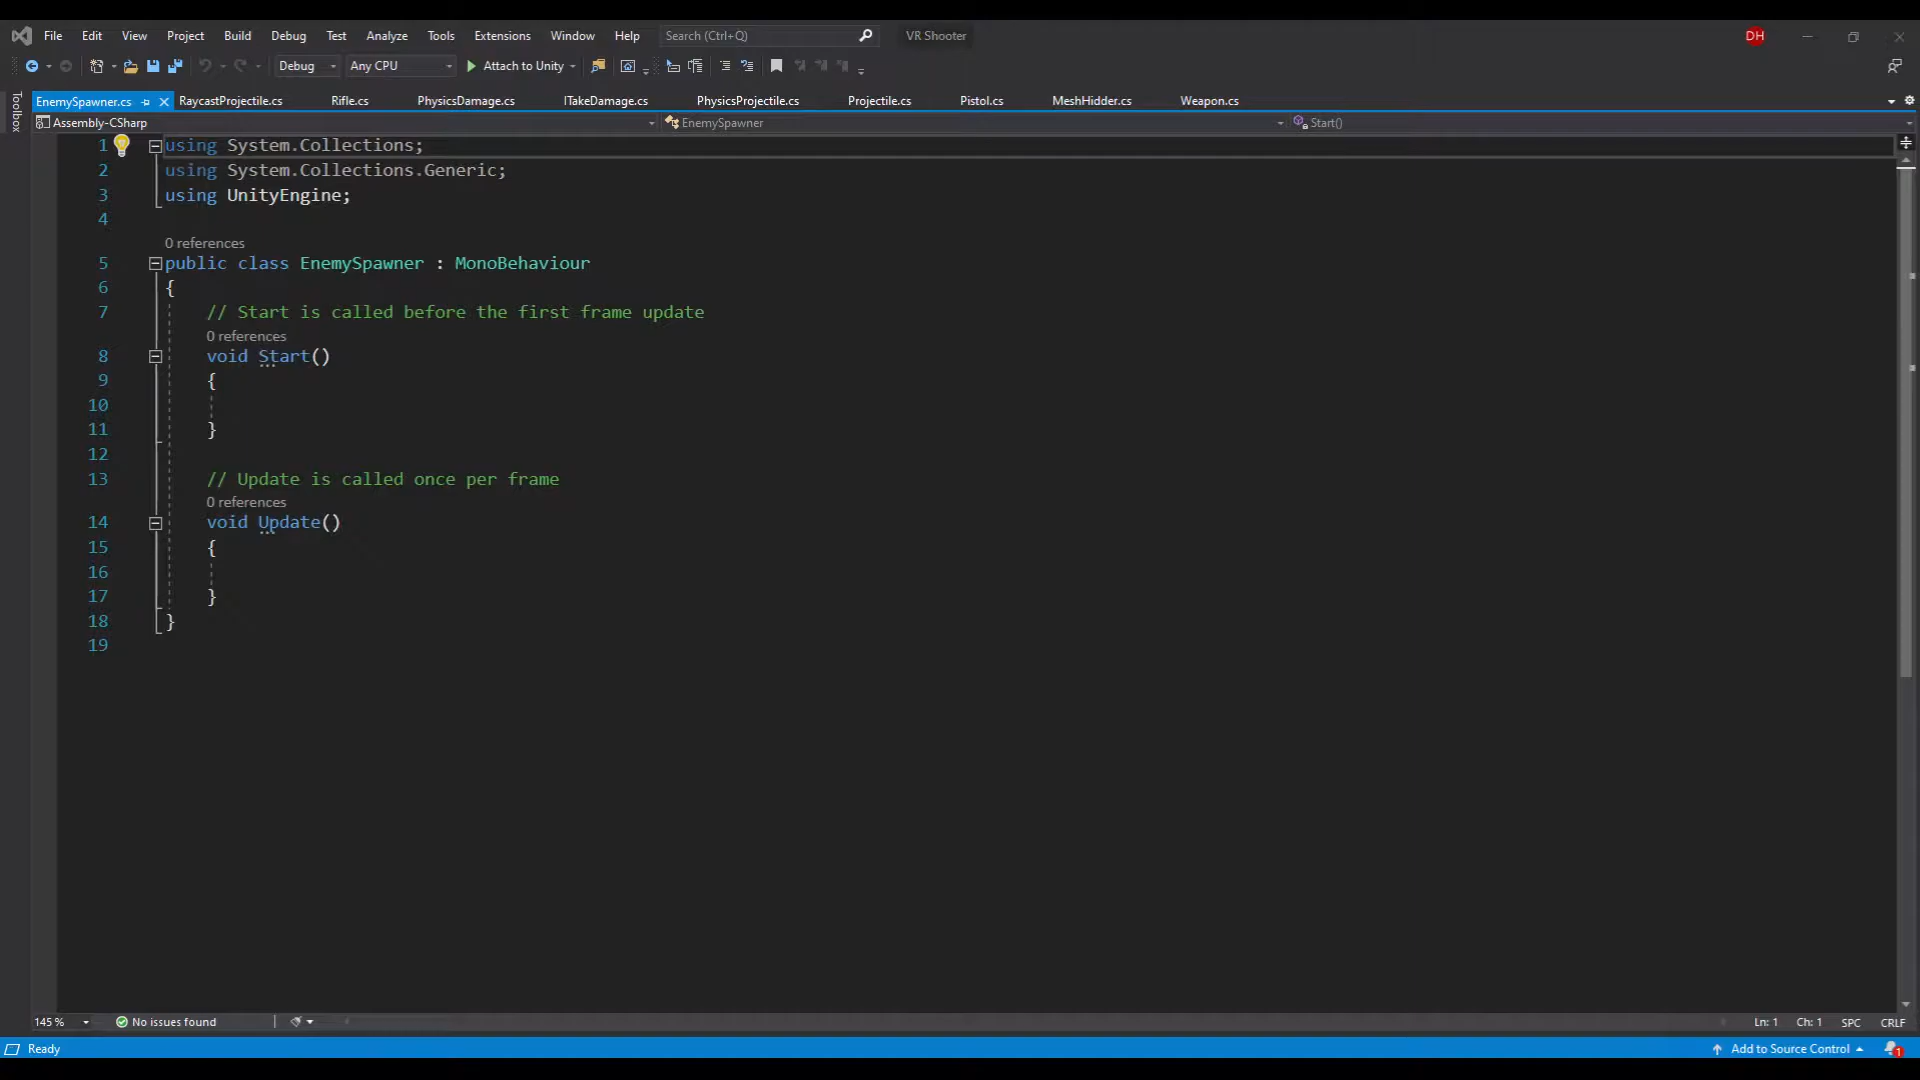 File Edit View Project Build Debug Test Analyze Tools Extensions Window Help Search (Ctrl+Q) VR Shooter DH
Debug Any CPU Attach to Unity
Toolbox
EnemySpawner.cs RaycastProjectile.cs Rifle.cs PhysicsDamage.cs ITakeDamage.cs PhysicsProjectile.cs Projectile.cs Pistol.cs MeshHidder.cs Weapon.cs
Assembly-CSharp EnemySpawner Start()
1 using System.Collections;
2 using System.Collections.Generic;
3 using UnityEngine;
4
0 references
5 public class EnemySpawner : MonoBehaviour
6 {
7 // Start is called before the first frame update
0 references
8 void Start()
9 {
10
11 }
12
13 // Update is called once per frame
0 references
14 void Update()
15 {
16
17 }
18 }
19
145 % No issues found Ln: 1 Ch: 1 SPC CRLF
Ready Add to Source Control 1